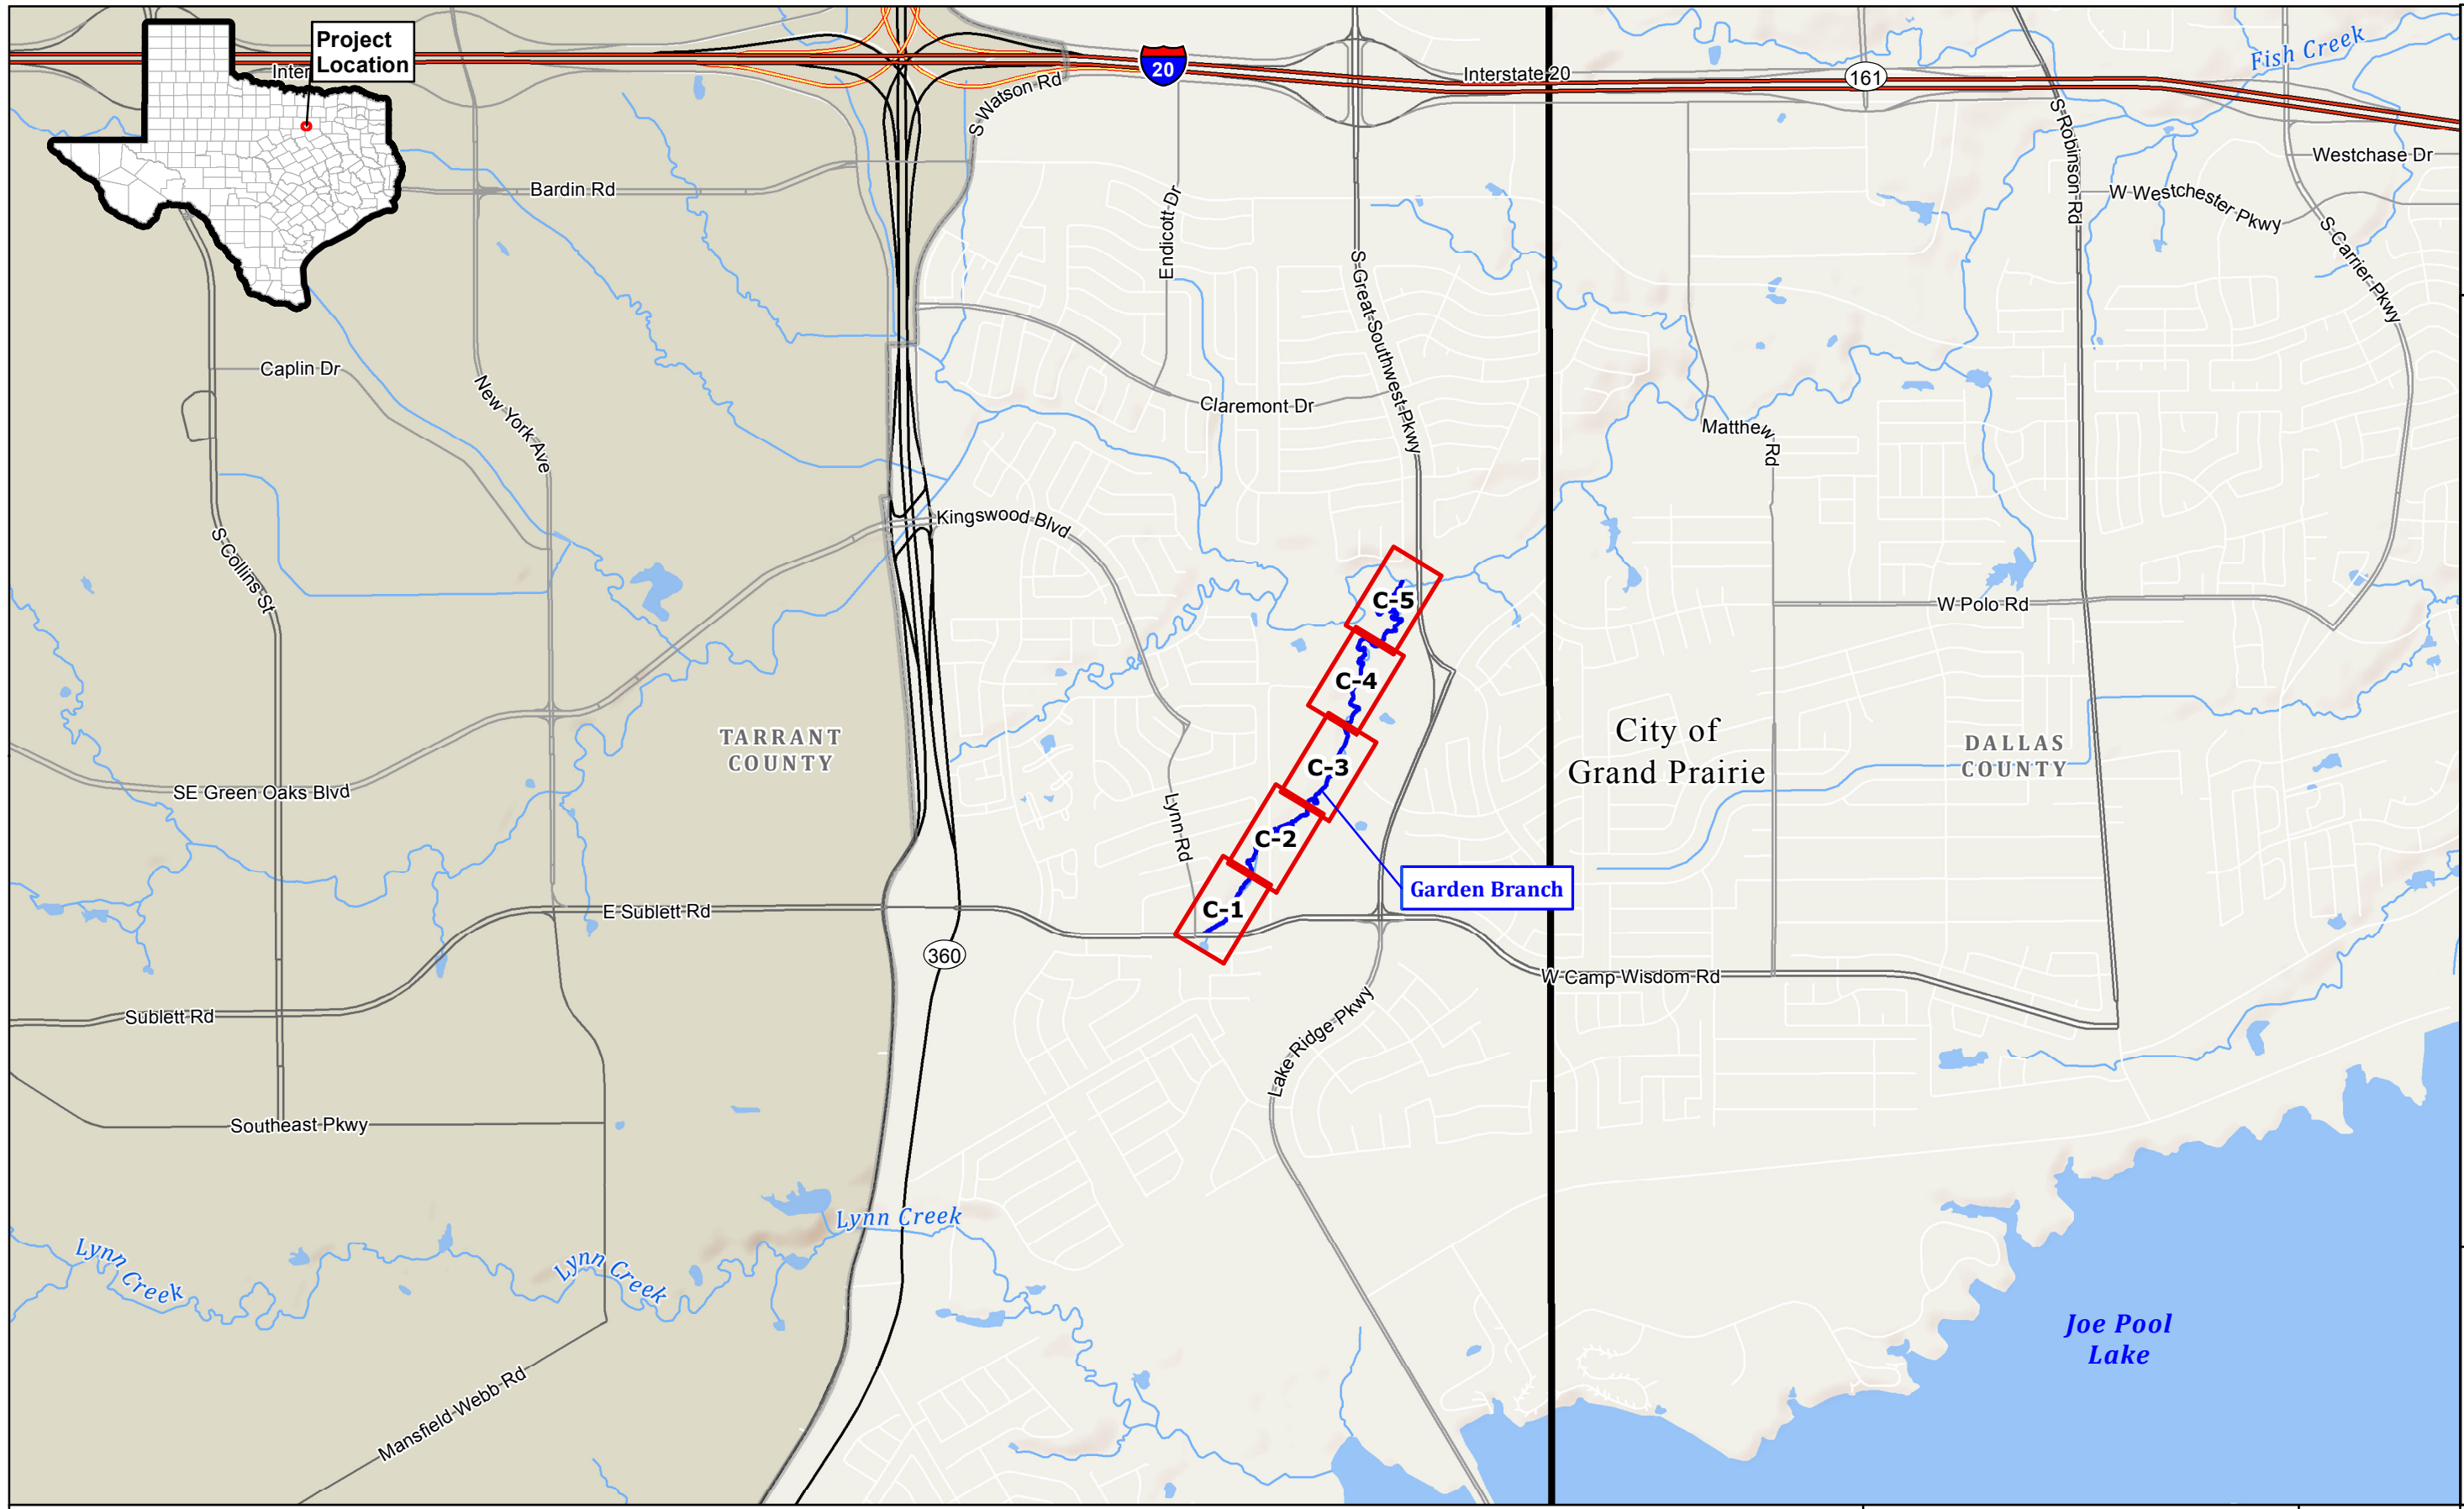 Project
Location
Inter
20
Interstate 20
161
Fish Creek
S Watson Rd
Westchase Dr
Bardin Rd
Endicott Dr
S Robinson Rd
W Westchester Pkwy
S Carrier Pkwy
S Great Southwest Pkwy
Caplin Dr
New York Ave
Claremont Dr
Matthew Rd
Kingswood Blvd
S Collins St
C-5
W Polo Rd
C-4
TARRANT
COUNTY
City of
Grand Prairie
DALLAS
COUNTY
C-3
SE Green Oaks Blvd
Lynn Rd
C-2
Garden Branch
C-1
E Sublett Rd
360
W Camp Wisdom Rd
Sublett Rd
Lake Ridge Pkwy
Southeast Pkwy
Lynn Creek
Lynn Creek
Lynn Creek
Joe Pool
Lake
Mansfield Webb Rd